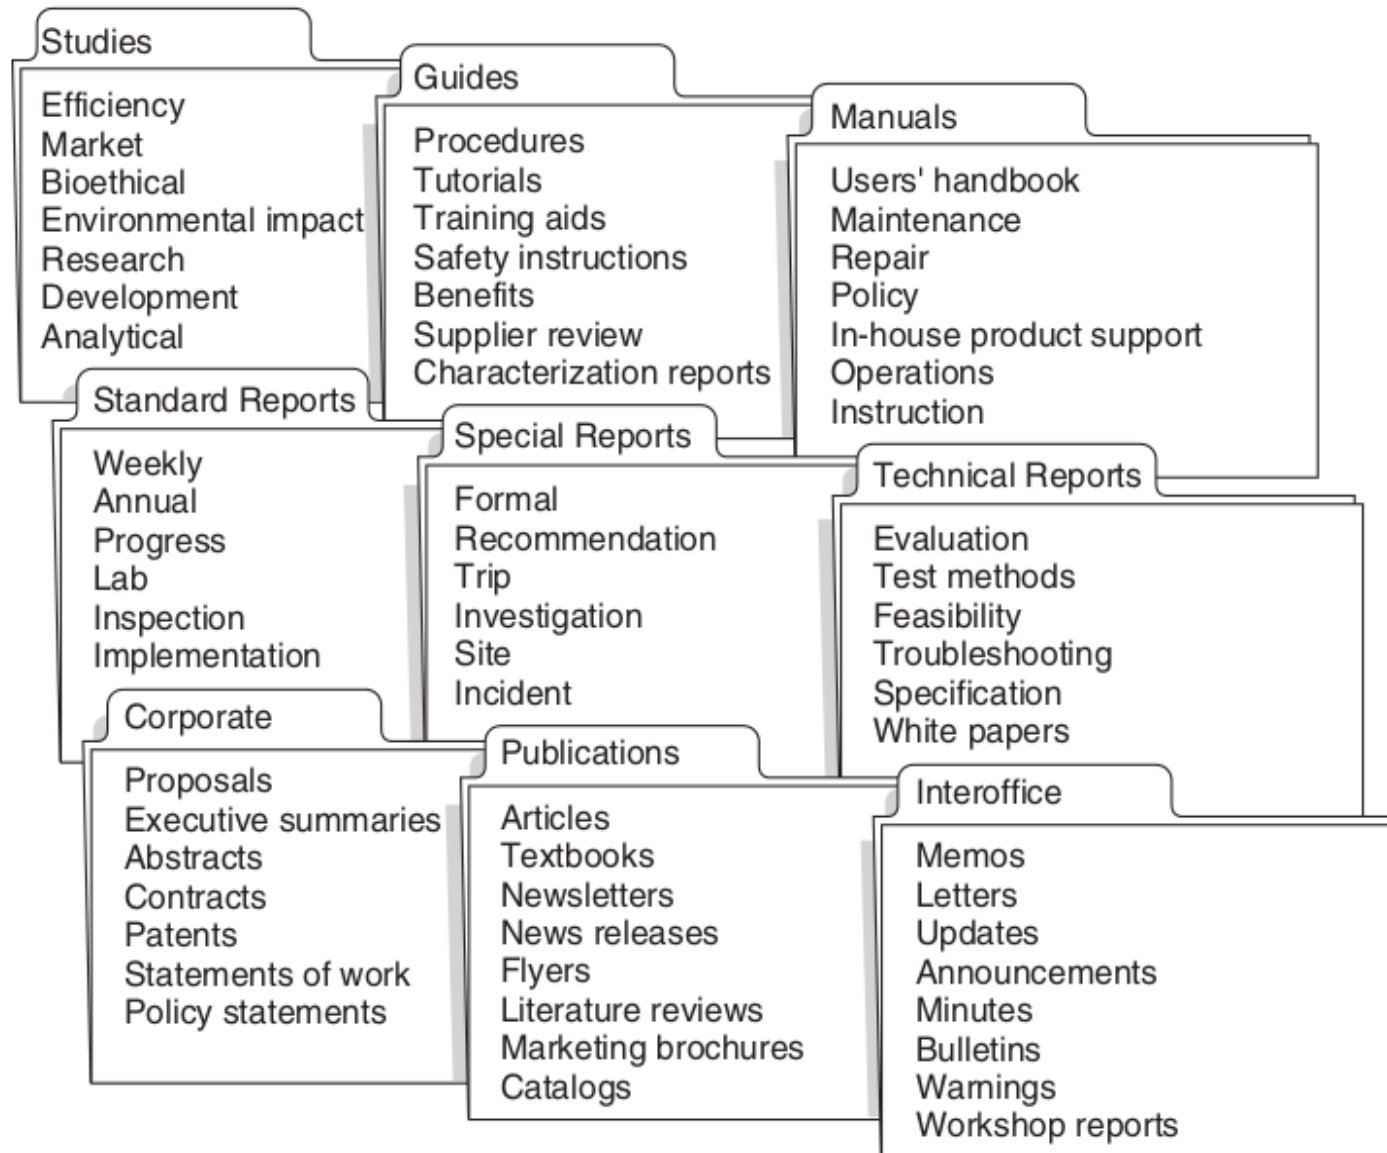 Studies
Efficiency
Market
Bioethical
Environmental impact
Research
Development
Analytical
Guides
Procedures
Tutorials
Training aids
Safety instructions
Benefits
Supplier review
Characterization reports
Manuals
Users' handbook
Maintenance
Repair
Policy
In-house product support
Operations
Instruction
Standard Reports
Weekly
Annual
Progress
Lab
Inspection
Implementation
Special Reports
Formal
Recommendation
Trip
Investigation
Site
Incident
Technical Reports
Evaluation
Test methods
Feasibility
Troubleshooting
Specification
White papers
Corporate
Proposals
Executive summaries
Abstracts
Contracts
Patents
Statements of work
Policy statements
Publications
Articles
Textbooks
Newsletters
News releases
Flyers
Literature reviews
Marketing brochures
Catalogs
Interoffice
Memos
Letters
Updates
Announcements
Minutes
Bulletins
Warnings
Workshop reports